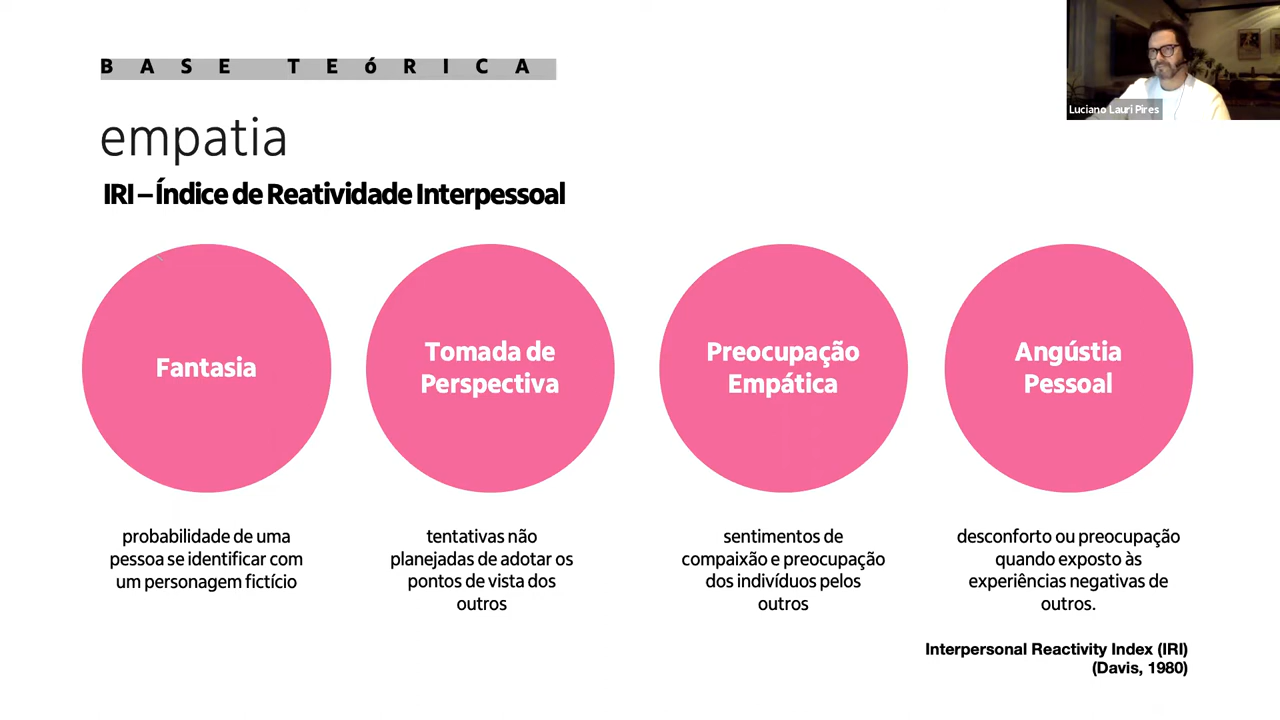 BASE TEóRICA
Luciano Lauri Pires
empatia
IRI – Índice de Reatividade Interpessoal
Fantasia
Tomada de
Perspectiva
Preocupação
Empática
Angústia
Pessoal
probabilidade de uma
pessoa se identificar com
um personagem fictício
tentativas não
planejadas de adotar os
pontos de vista dos
outros
sentimentos de
compaixão e preocupação
dos indivíduos pelos
outros
desconforto ou preocupação
quando exposto às
experiências negativas de
outros.
Interpersonal Reactivity Index (IRI)
(Davis, 1980)